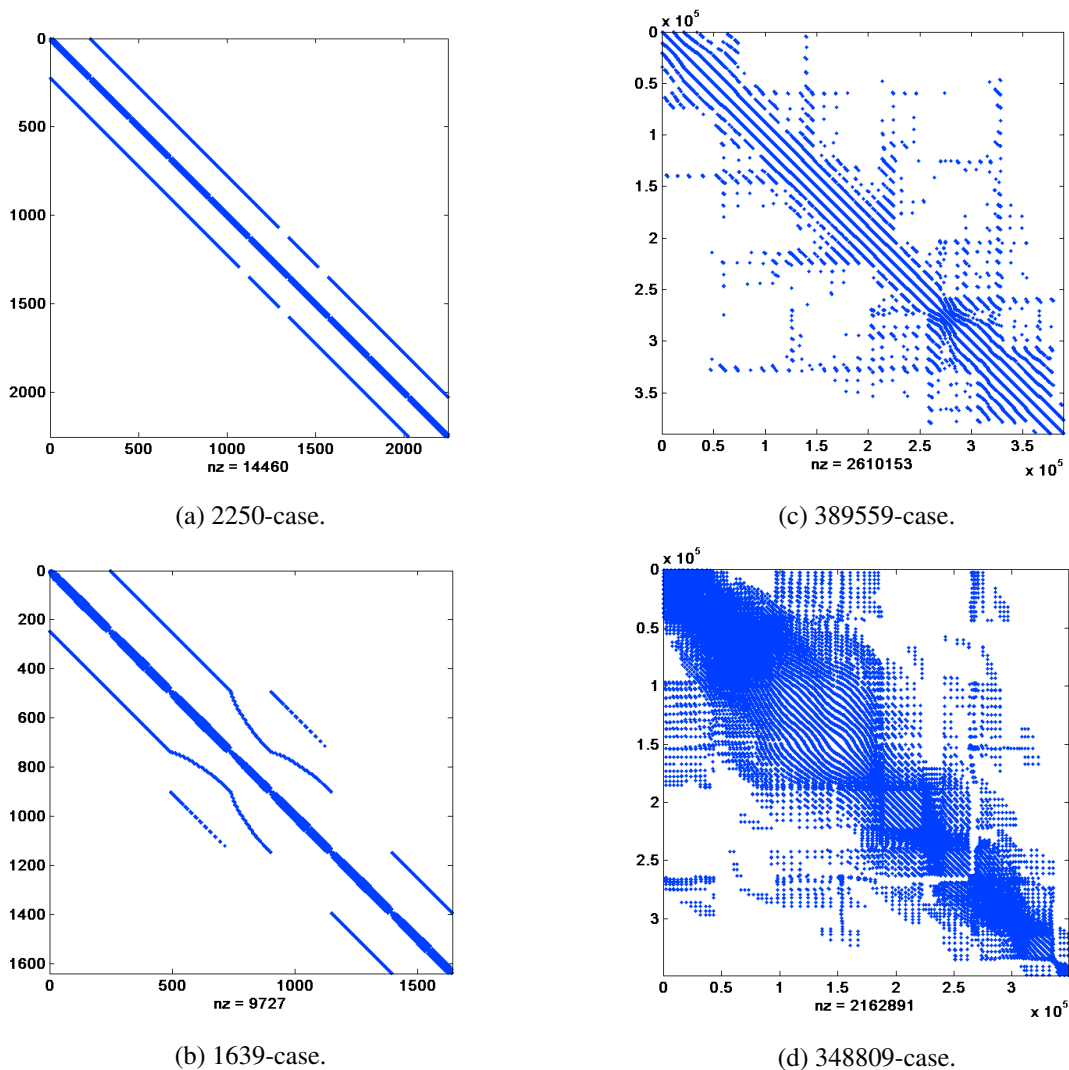 0
500
1000
1500
2000
0 500 1000 1500 2000
nz = 14460
(a) 2250-case.
x 10^5
0
0.5
1
1.5
2
2.5
3
3.5
0 0.5 1 1.5 2 2.5 3 3.5
nz = 2610153
x 10^5
(c) 389559-case.
0
200
400
600
800
1000
1200
1400
1600
0 500 1000 1500
nz = 9727
(b) 1639-case.
x 10^5
0
0.5
1
1.5
2
2.5
3
0 0.5 1 1.5 2 2.5 3
nz = 2162891
x 10^5
(d) 348809-case.